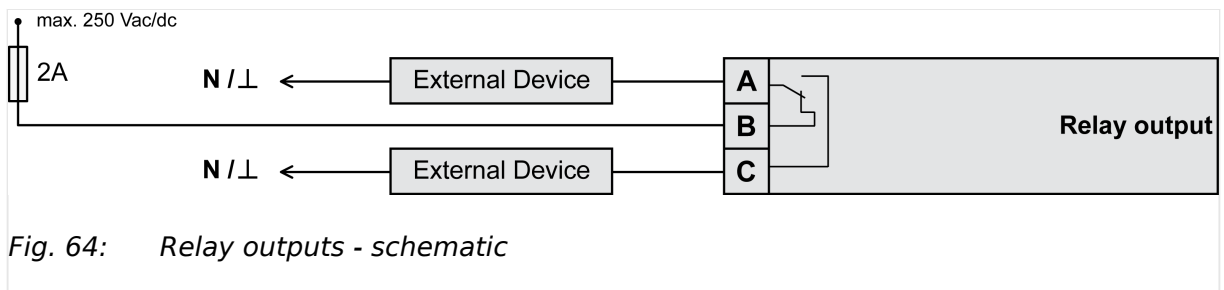 max. 250 Vac/dc
2A
N /⊥
External Device
A
B
Relay output
N /⊥
External Device
C
Fig. 64: Relay outputs - schematic